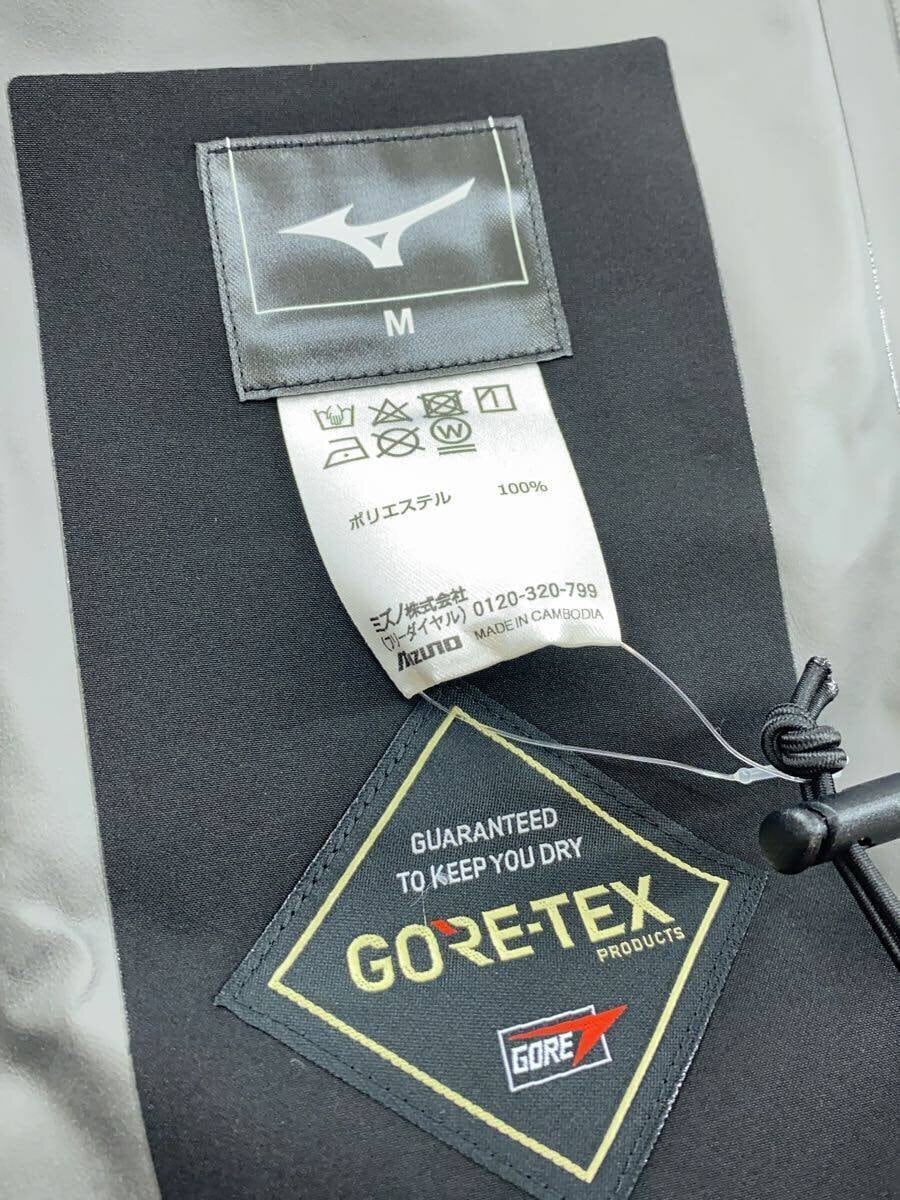 M
W
ポリエステル 100%
ミズノ株式会社
(フリーダイヤル) 0120-320-799
MIZUNO MADE IN CAMBODIA
GUARANTEED
TO KEEP YOU DRY
GORE-TEX
PRODUCTS
GORE